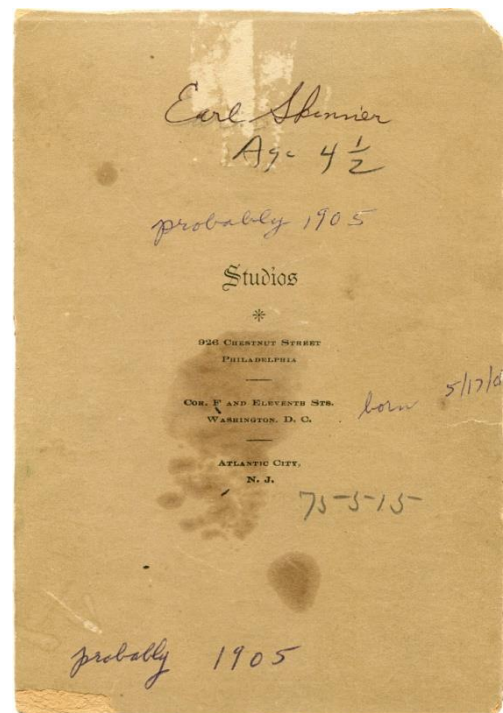 Earl Skinner
Age 4 1/2
probably 1905
Studios
926 Chestnut Street
Philadelphia
Cor. F and Eleventh Sts.
Washington, D. C.
born 5/17/0
Atlantic City,
N. J.
75-5-15
probably 1905